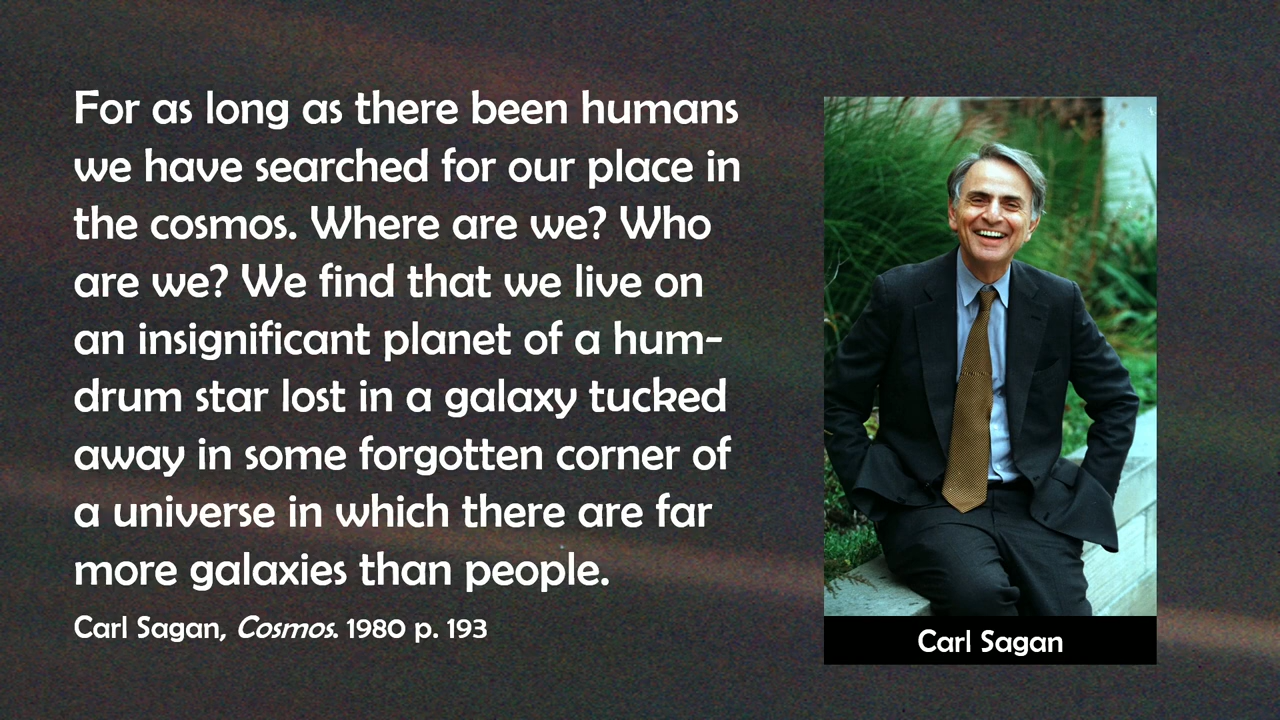 For as long as there been humans
we have searched for our place in
the cosmos. Where are we? Who
are we? We find that we live on
an insignificant planet of a hum-
drum star lost in a galaxy tucked
away in some forgotten corner of
a universe in which there are far
more galaxies than people.
Carl Sagan, Cosmos. 1980 p. 193
Carl Sagan